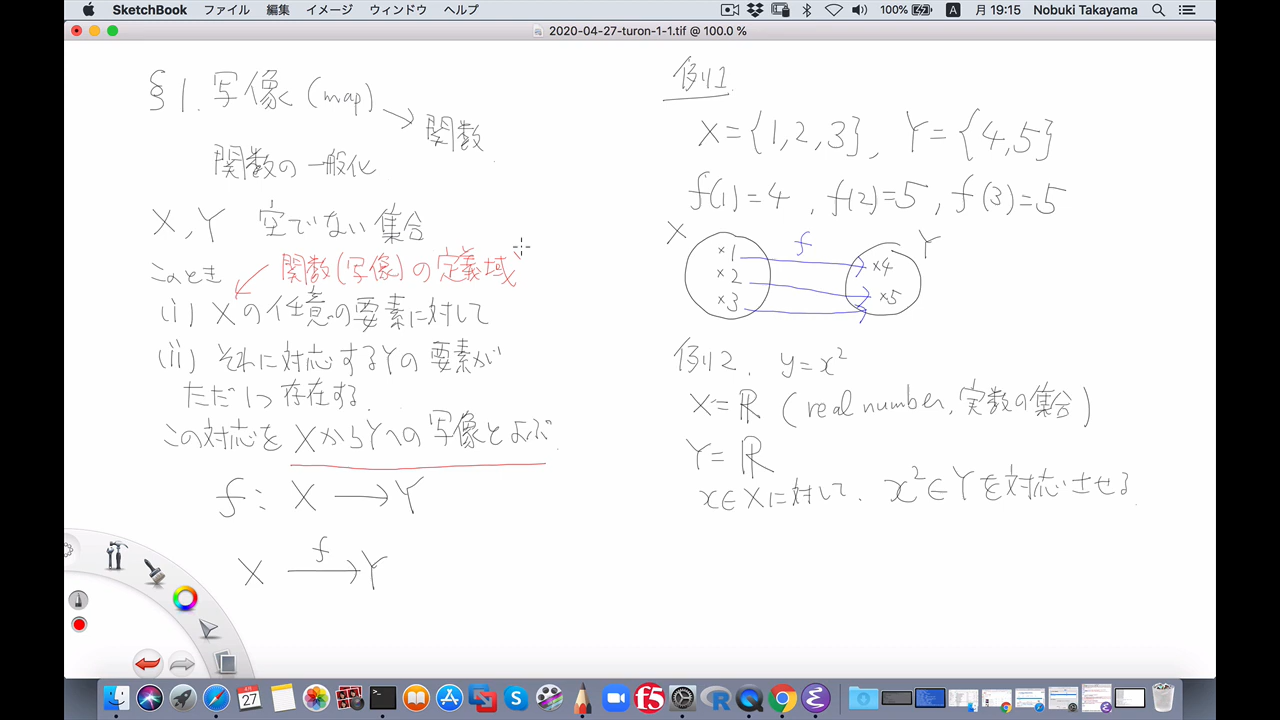 SketchBook ファイル 編集 イメージ ウィンドウ ヘルプ 100% A 月 19:15 Nobuki Takayama
2020-04-27-turon-1-1.tif @ 100.0 %
§1. 写像 (map)
関数
関数の一般化
X, Y 空でない集合
このとき 関数(写像)の定義域
(i) Xの任意の要素に対して
(ii) それに対応するYの要素が
ただ1つ存在する.
この対応を XからYへの写像とよぶ
f: X → Y
X f→ Y
例1
X={1,2,3}, Y={4,5}
f(1)=4, f(2)=5, f(3)=5
X f Y
×1 ×4
×2
×3 ×5
例2. y=x²
X=ℝ (real number, 実数の集合)
Y=ℝ
x∈Xに対して, x²∈Yを対応させる.
4月 27
S
f5
R